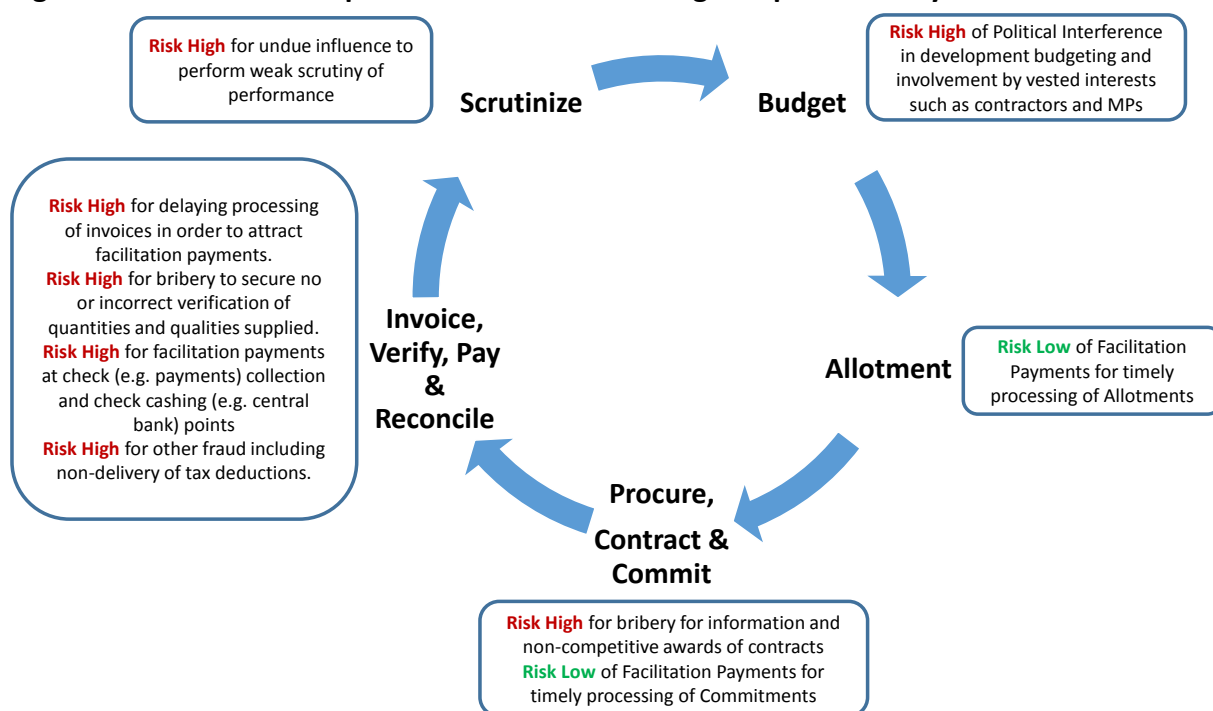 Risk High for undue influence to
perform weak scrutiny of
performance
Scrutinize
Budget
Risk High of Political Interference
in development budgeting and
involvement by vested interests
such as contractors and MPs
Risk High for delaying processing
of invoices in order to attract
facilitation payments.
Risk High for bribery to secure no
or incorrect verification of
quantities and qualities supplied.
Risk High for facilitation payments
at check (e.g. payments) collection
and check cashing (e.g. central
bank) points
Risk High for other fraud including
non-delivery of tax deductions.
Invoice,
Verify, Pay
&
Reconcile
Allotment
Risk Low of Facilitation
Payments for timely
processing of Allotments
Procure,
Contract &
Commit
Risk High for bribery for information and
non-competitive awards of contracts
Risk Low of Facilitation Payments for
timely processing of Commitments